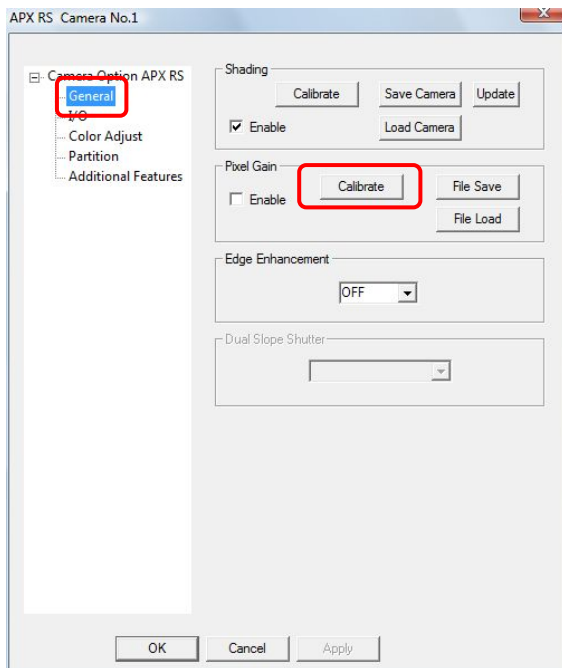 APX RS Camera No.1
Camera Option APX RS
General
I/O
Color Adjust
Partition
Additional Features
Shading
Calibrate
Save Camera
Update
Enable
Load Camera
Pixel Gain
Calibrate
File Save
Enable
File Load
Edge Enhancement
OFF
Dual Slope Shutter
OK
Cancel
Apply